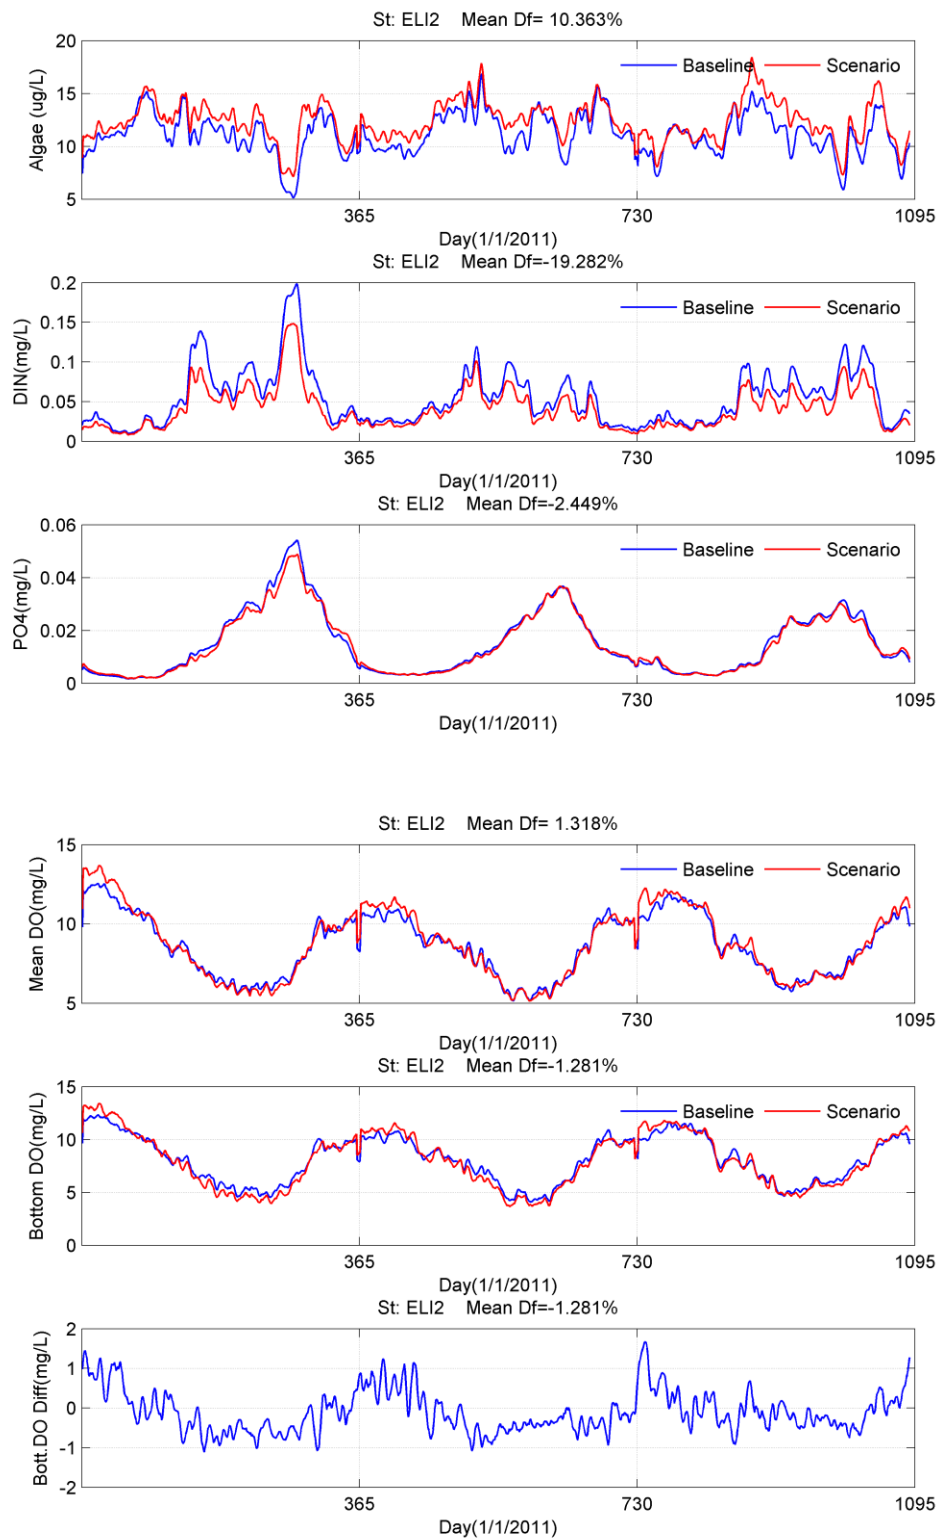 St: ELI2 Mean Df= 10.363%
20
15
10
5
Algae (ug/L)
Baseline Scenario
365 730 1095
Day(1/1/2011)
St: ELI2 Mean Df=-19.282%
0.2
0.15
0.1
0.05
0
DIN(mg/L)
Baseline Scenario
365 730 1095
Day(1/1/2011)
St: ELI2 Mean Df=-2.449%
0.06
0.04
0.02
0
PO4(mg/L)
Baseline Scenario
365 730 1095
Day(1/1/2011)
St: ELI2 Mean Df= 1.318%
15
10
5
Mean DO(mg/L)
Baseline Scenario
365 730 1095
Day(1/1/2011)
St: ELI2 Mean Df=-1.281%
15
10
5
0
Bottom DO(mg/L)
Baseline Scenario
365 730 1095
Day(1/1/2011)
St: ELI2 Mean Df=-1.281%
2
1
0
-1
-2
Bott.DO Diff(mg/L)
365 730 1095
Day(1/1/2011)